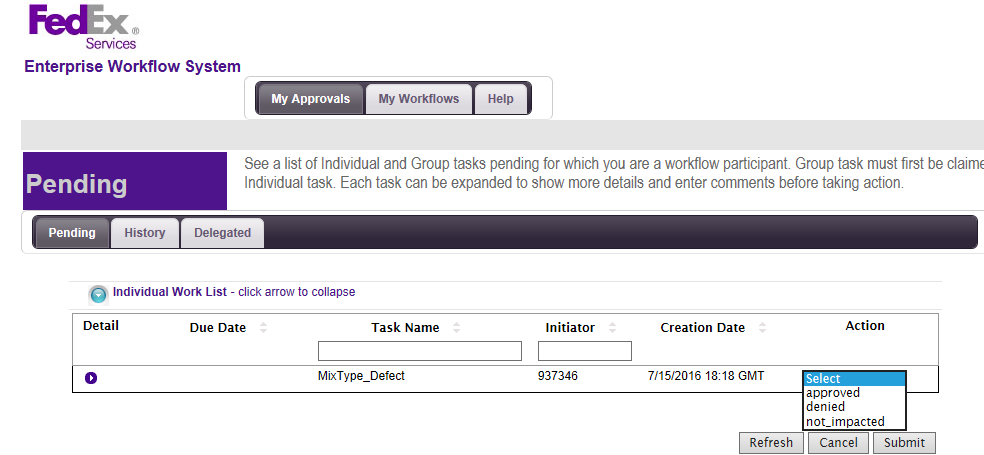 FedEx®
Services
Enterprise Workflow System
My Approvals My Workflows Help
See a list of Individual and Group tasks pending for which you are a workflow participant. Group task must first be claime
Pending
Individual task. Each task can be expanded to show more details and enter comments before taking action.
Pending History Delegated
Individual Work List - click arrow to collapse
Detail Due Date Task Name Initiator Creation Date Action
MixType_Defect 937346 7/15/2016 18:18 GMT Select
approved
denied
not_impacted
Refresh Cancel Submit